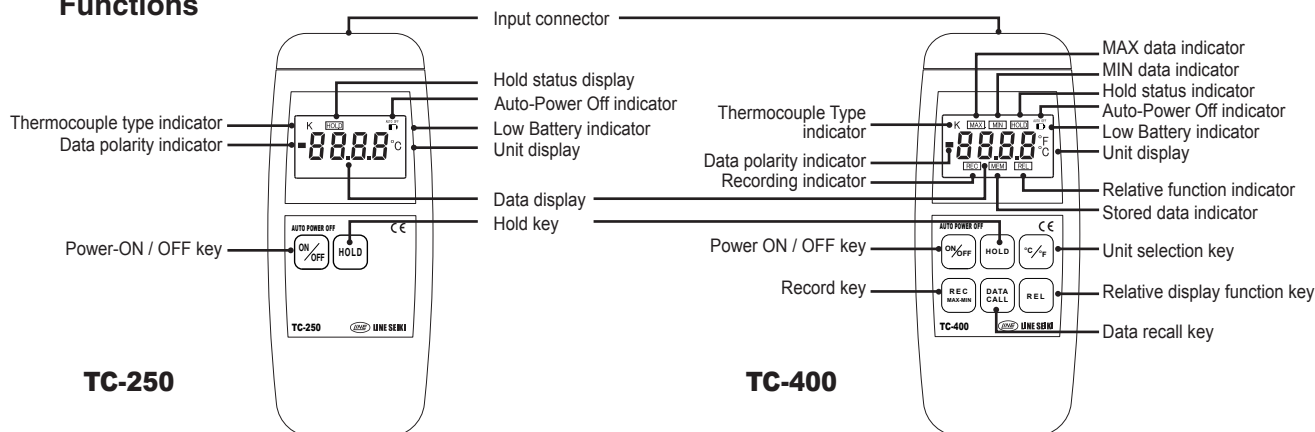 Functions
Input connector
Hold status display
Auto-Power Off indicator
Low Battery indicator
Unit display
Thermocouple type indicator
Data polarity indicator
Data display
Hold key
Power-ON / OFF key
K
HOLD
AUTO OFF
88.8.8
°C
AUTO POWER OFF
CE
ON/OFF
HOLD
TC-250
LINE LINE SEIKI
TC-250
MAX data indicator
MIN data indicator
Hold status indicator
Auto-Power Off indicator
Low Battery indicator
Unit display
Thermocouple Type
indicator
Data polarity indicator
Recording indicator
Relative function indicator
Stored data indicator
Power ON / OFF key
Unit selection key
Record key
Relative display function key
Data recall key
K
MAX MIN HOLD
AUTO OFF
88.8.8
°F
°C
REC MEM REL
AUTO POWER OFF
CE
ON/OFF
HOLD
°C/°F
REC
MAX-MIN
DATA
CALL
REL
TC-400
LINE LINE SEIKI
TC-400